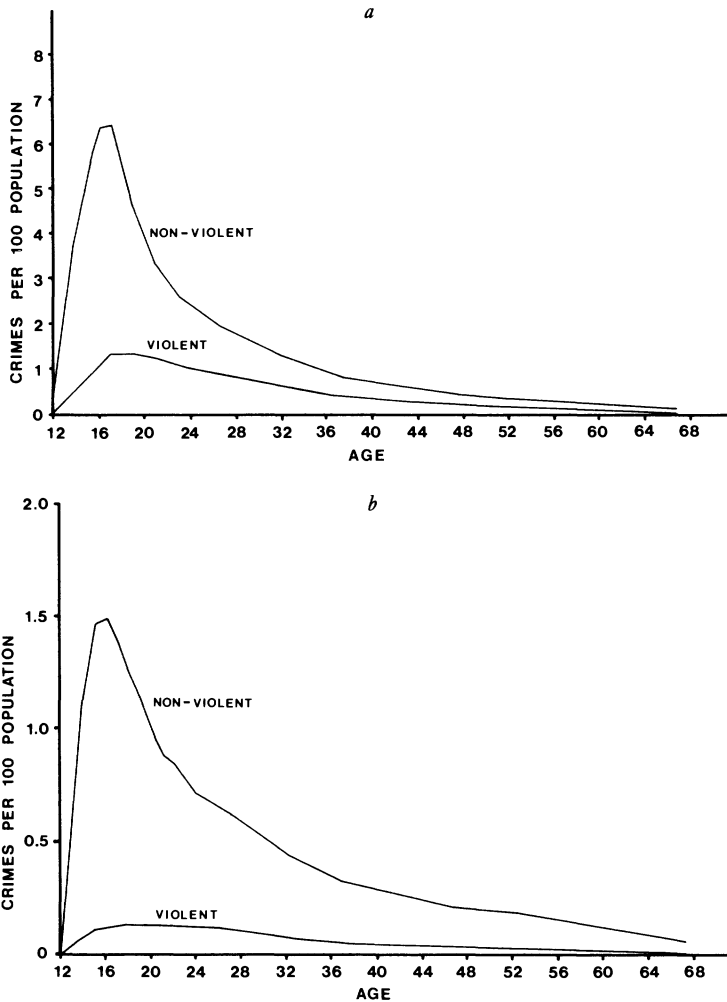 a
8
7
6
5
4
3
2
1
0
CRIMES PER 100 POPULATION
NON-VIOLENT
VIOLENT
12 16 20 24 28 32 36 40 44 48 52 56 60 64 68
AGE
b
2.0
1.5
1.0
0.5
0
CRIMES PER 100 POPULATION
NON-VIOLENT
VIOLENT
12 16 20 24 28 32 36 40 44 48 52 56 60 64 68
AGE